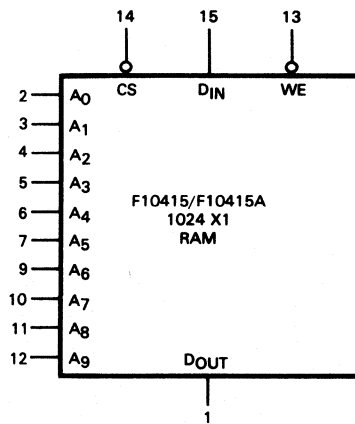 14 15 13
CS DIN WE
2 A0
3 A1
4 A2
5 A3
6 A4
7 A5
9 A6
10 A7
11 A8
12 A9
F10415/F10415A
1024 X1
RAM
DOUT
1